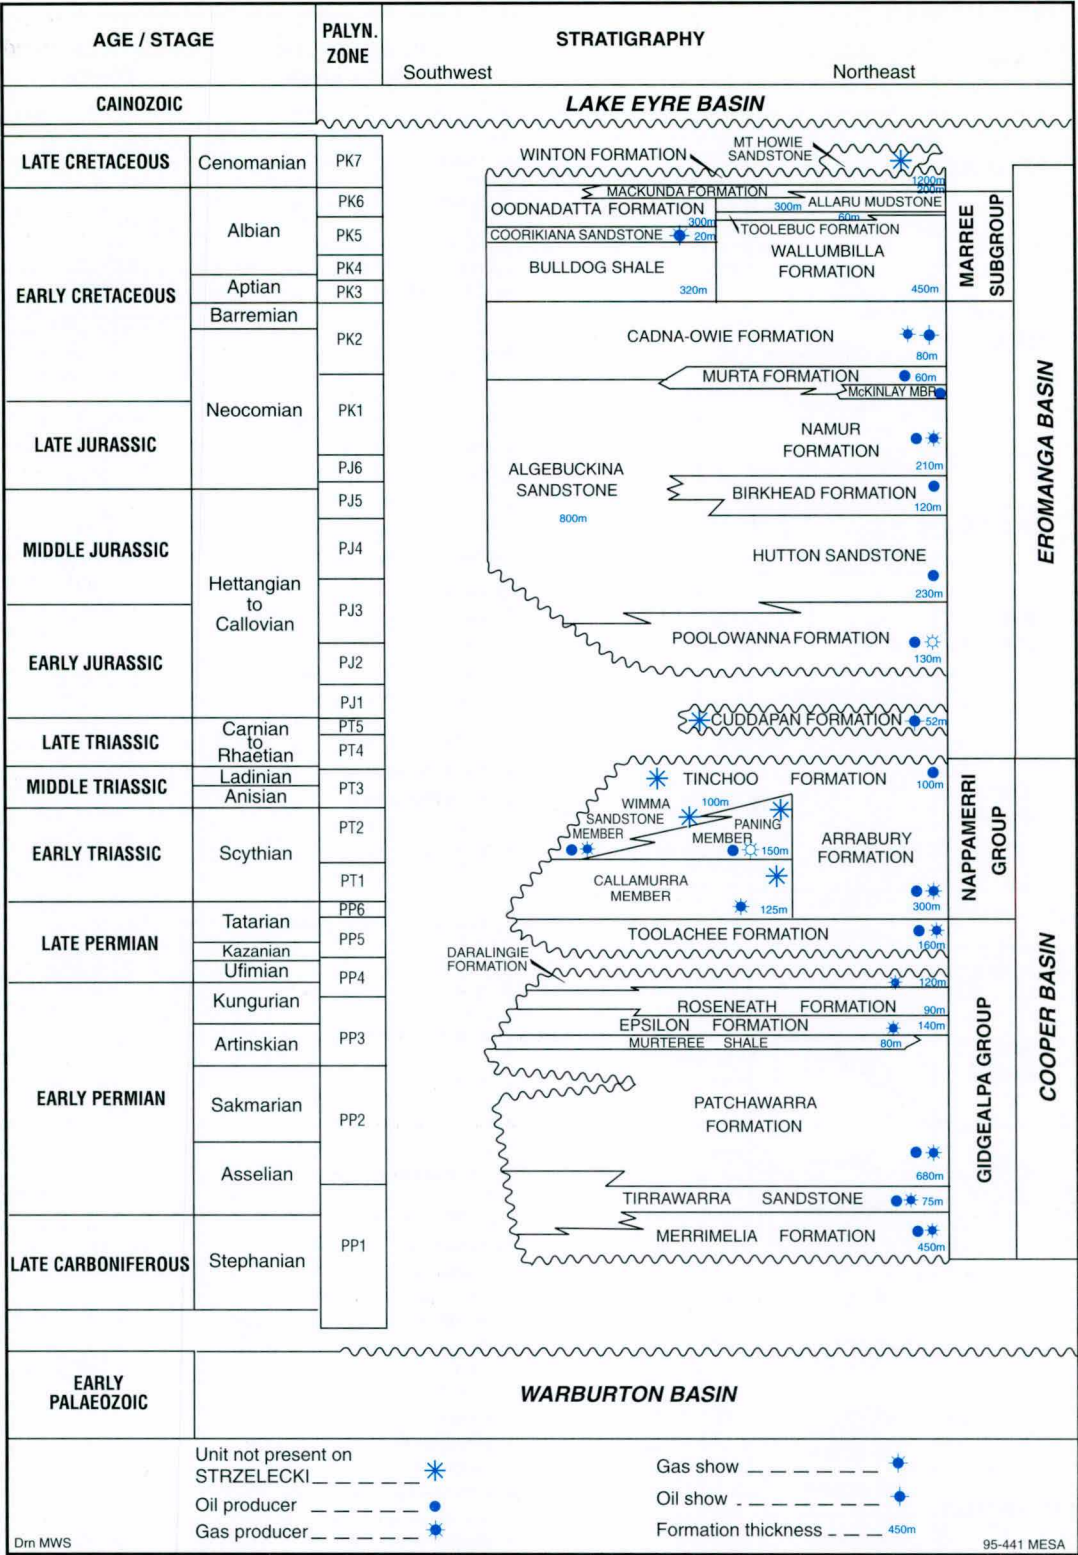 AGE / STAGE
PALYN.
ZONE
STRATIGRAPHY
Southwest
Northeast
CAINOZOIC
LAKE EYRE BASIN
LATE CRETACEOUS
Cenomanian
PK7
WINTON FORMATION
MT HOWIE
SANDSTONE
1200m
200m
EARLY CRETACEOUS
Albian
PK6
PK5
PK4
Aptian
PK3
Barremian
PK2
Neocomian
PK1
MACKUNDA FORMATION
OODNADATTA FORMATION
300m
300m
ALLARU MUDSTONE
60m
TOOLEBUC FORMATION
COORIKIANA SANDSTONE
20m
WALLUMBILLA
FORMATION
450m
BULLDOG SHALE
320m
MARREE
SUBGROUP
CADNA-OWIE FORMATION
80m
MURTA FORMATION
60m
McKINLAY MBR
LATE JURASSIC
PJ6
NAMUR
FORMATION
210m
ALGEBUCKINA
SANDSTONE
800m
BIRKHEAD FORMATION
120m
EROMANGA BASIN
MIDDLE JURASSIC
Hettangian
to
Callovian
PJ5
PJ4
PJ3
HUTTON SANDSTONE
230m
EARLY JURASSIC
PJ2
PJ1
POOLOWANNA FORMATION
130m
LATE TRIASSIC
Carnian
to
Rhaetian
PT5
PT4
CUDDAPAN FORMATION
52m
MIDDLE TRIASSIC
Ladinian
Anisian
PT3
TINCHOO FORMATION
100m
EARLY TRIASSIC
Scythian
PT2
PT1
WIMMA
SANDSTONE
MEMBER
100m
PANING
MEMBER
150m
ARRABURY
FORMATION
300m
CALLAMURRA
MEMBER
125m
NAPPAMERRI
GROUP
LATE PERMIAN
Tatarian
Kazanian
Ufimian
PP6
PP5
PP4
TOOLACHEE FORMATION
160m
DARALINGIE
FORMATION
120m
EARLY PERMIAN
Kungurian
Artinskian
Sakmarian
Asselian
PP3
PP2
ROSENEATH FORMATION
90m
EPSILON FORMATION
140m
MURTEREE SHALE
80m
PATCHAWARRA
FORMATION
680m
TIRRAWARRA SANDSTONE
75m
GIDGEALPA GROUP
COOPER BASIN
LATE CARBONIFEROUS
Stephanian
PP1
MERRIMELIA FORMATION
450m
EARLY
PALAEOZOIC
WARBURTON BASIN
Unit not present on
STRZELECKI
Oil producer
Gas producer
Gas show
Oil show
Formation thickness
450m
Drn MWS
95-441 MESA